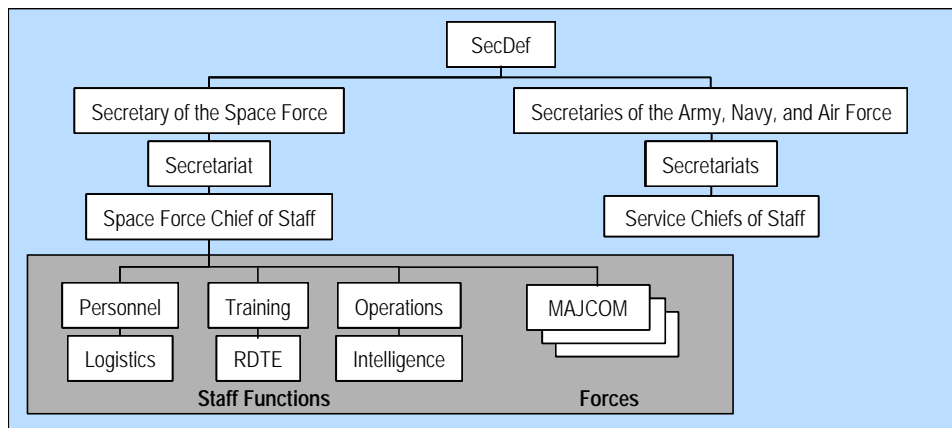 SecDef
Secretary of the Space Force
Secretaries of the Army, Navy, and Air Force
Secretariat
Secretariats
Space Force Chief of Staff
Service Chiefs of Staff
Personnel
Training
Operations
MAJCOM
Logistics
RDTE
Intelligence
Staff Functions
Forces